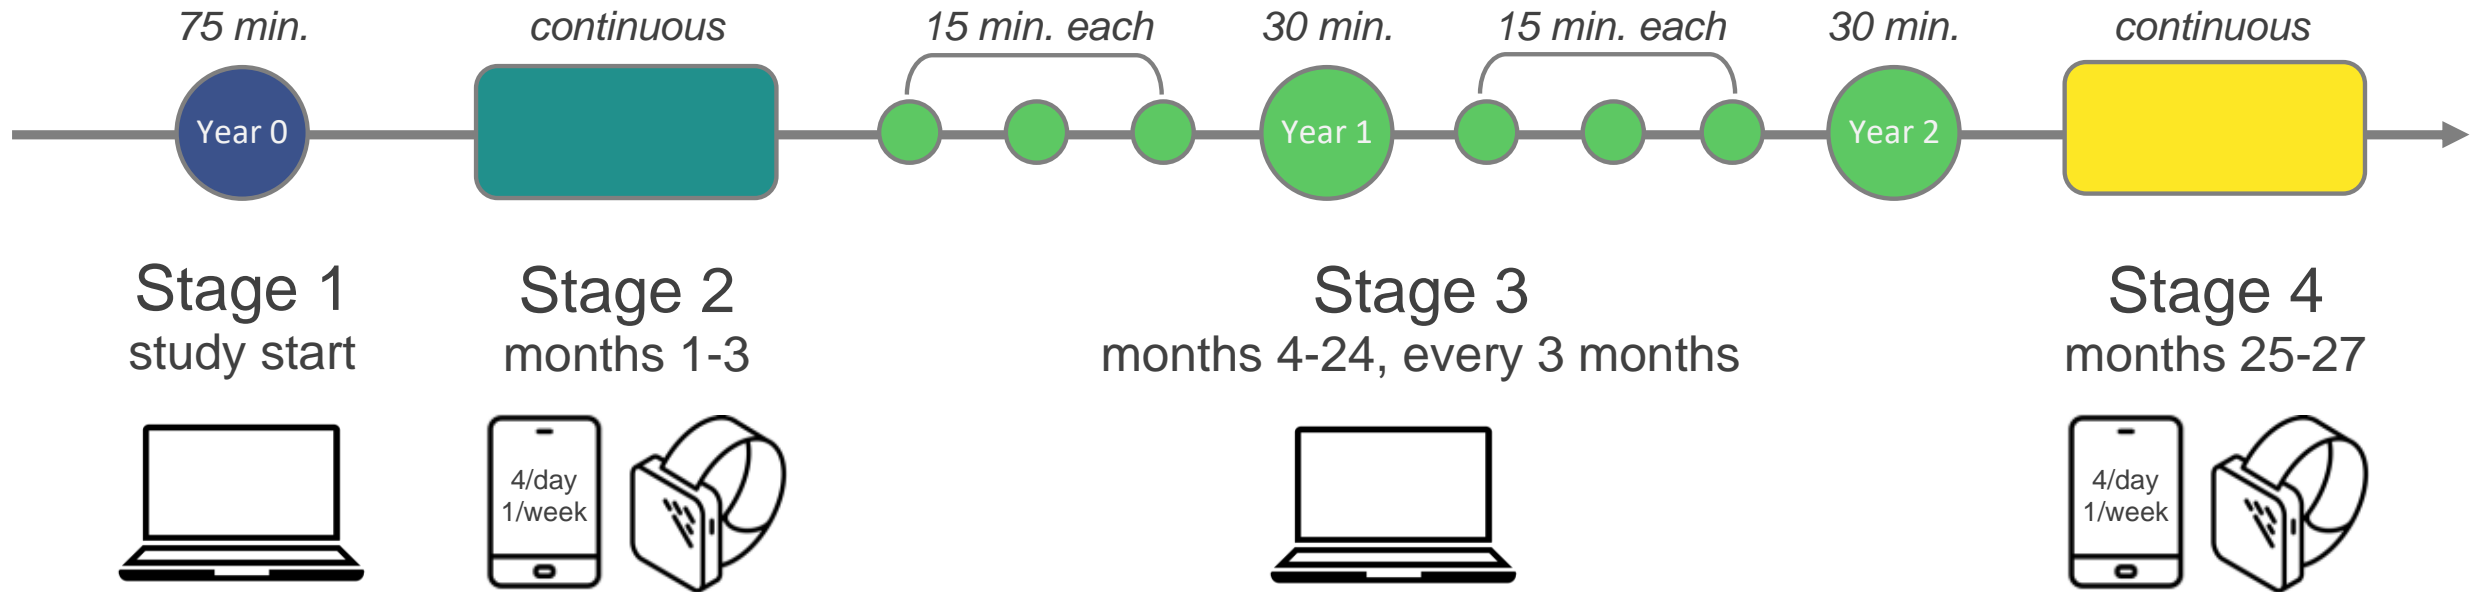 75 min.
continuous
15 min. each
30 min.
15 min. each
30 min.
continuous
Year 0
Year 1
Year 2
Stage 1
study start
Stage 2
months 1-3
Stage 3
months 4-24, every 3 months
Stage 4
months 25-27
4/day
1/week
4/day
1/week